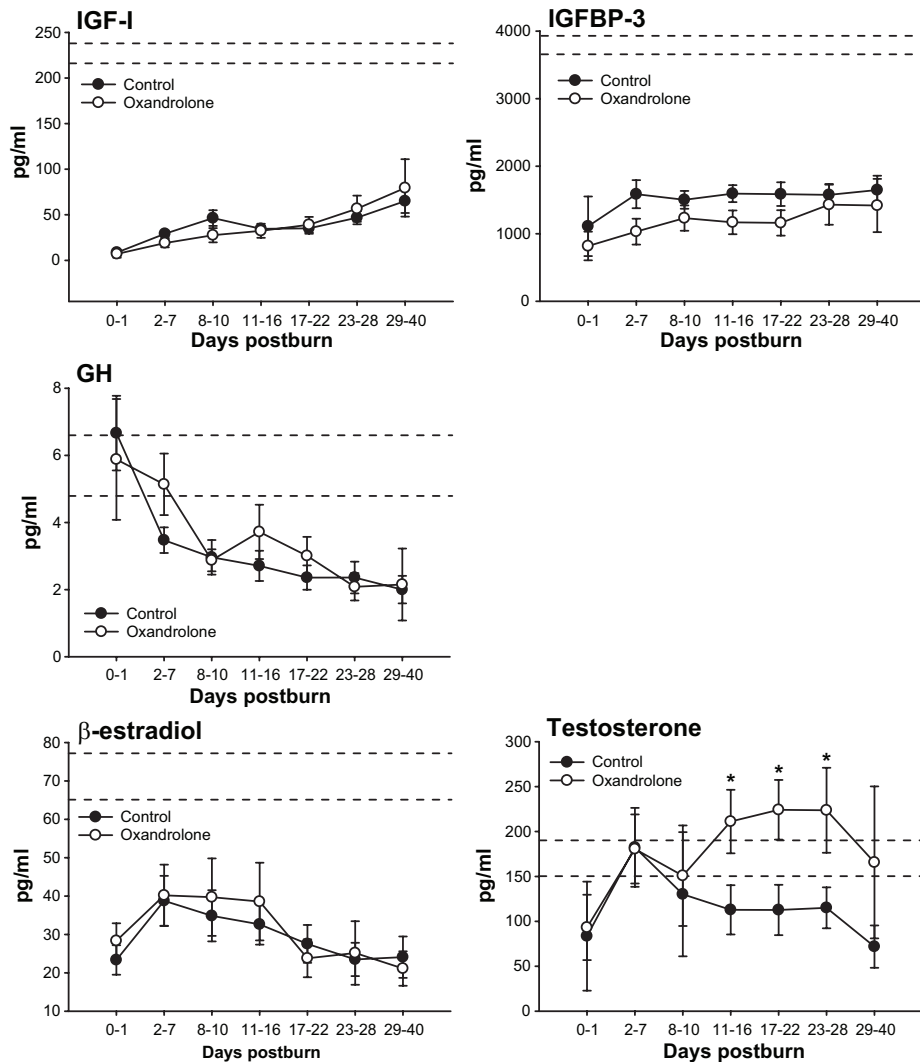 IGF-I
250
200
150
100
50
0
pg/ml
Control
Oxandrolone
0-1 2-7 8-10 11-16 17-22 23-28 29-40
Days postburn
IGFBP-3
4000
3000
2000
1000
0
pg/ml
Control
Oxandrolone
0-1 2-7 8-10 11-16 17-22 23-28 29-40
Days postburn
GH
8
6
4
2
0
pg/ml
Control
Oxandrolone
0-1 2-7 8-10 11-16 17-22 23-28 29-40
Days postburn
β-estradiol
80
70
60
50
40
30
20
10
pg/ml
Control
Oxandrolone
0-1 2-7 8-10 11-16 17-22 23-28 29-40
Days postburn
Testosterone
300
250
200
150
100
50
0
pg/ml
Control
Oxandrolone
* * *
0-1 2-7 8-10 11-16 17-22 23-28 29-40
Days postburn